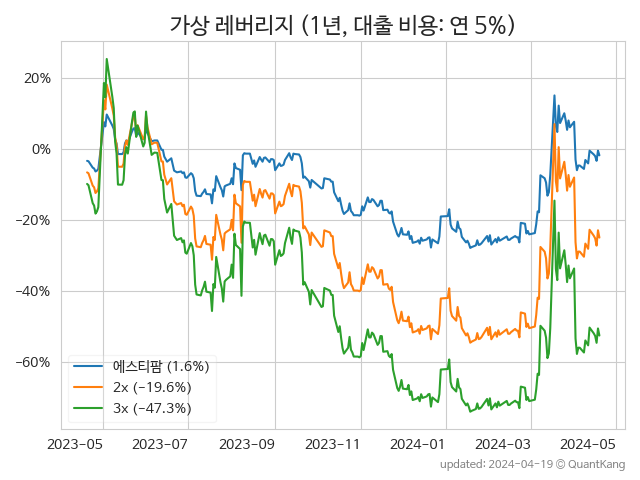 가상 레버리지 (1년, 대출 비용: 연 5%)
20%
0%
−20%
−40%
−60%
에스티팜 (1.6%)
2x (−19.6%)
3x (−47.3%)
2023-05 2023-07 2023-09 2023-11 2024-01 2024-03 2024-05
updated: 2024-04-19 © QuantKang